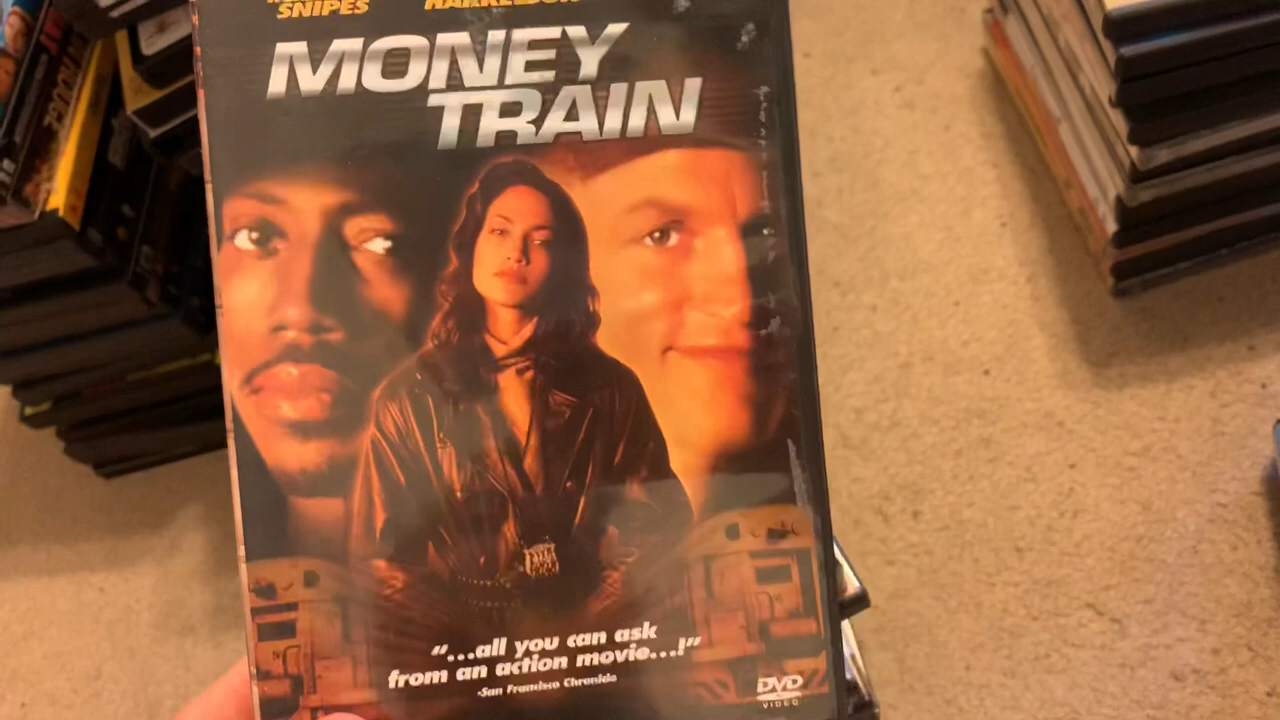 SNIPES
MONEY
TRAIN
"...all you can ask
from an action movie...!"
-San Francisco Chronicle
DVD
VIDEO